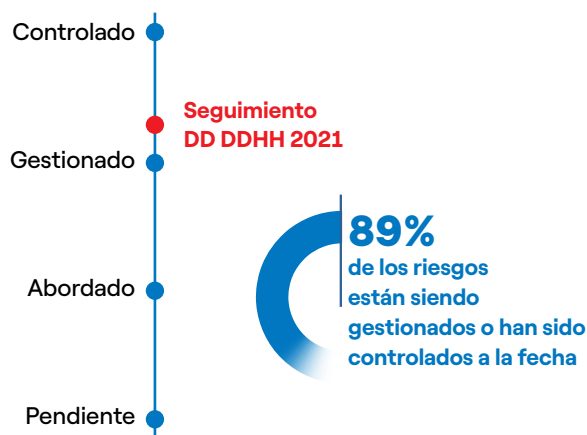 Controlado
Seguimiento
DD DDHH 2021
Gestionado
89%
de los riesgos
están siendo
gestionados o han sido
controlados a la fecha
Abordado
Pendiente